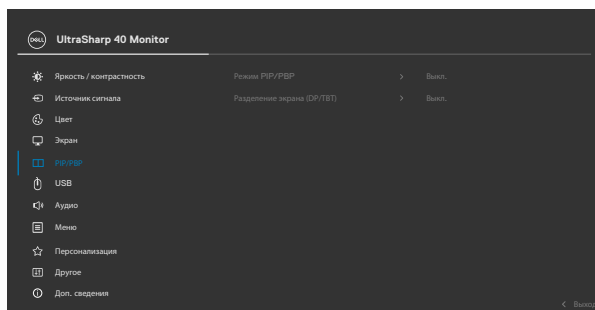 DELL UltraSharp 40 Monitor
Яркость / контрастность Режим PIP/PBP > Выкл.
Источник сигнала Разделение экрана (DP/TBT) > Выкл.
Цвет
Экран
PIP/PBP
USB
Аудио
Меню
Персонализация
Другое
Доп. сведения
< Выход